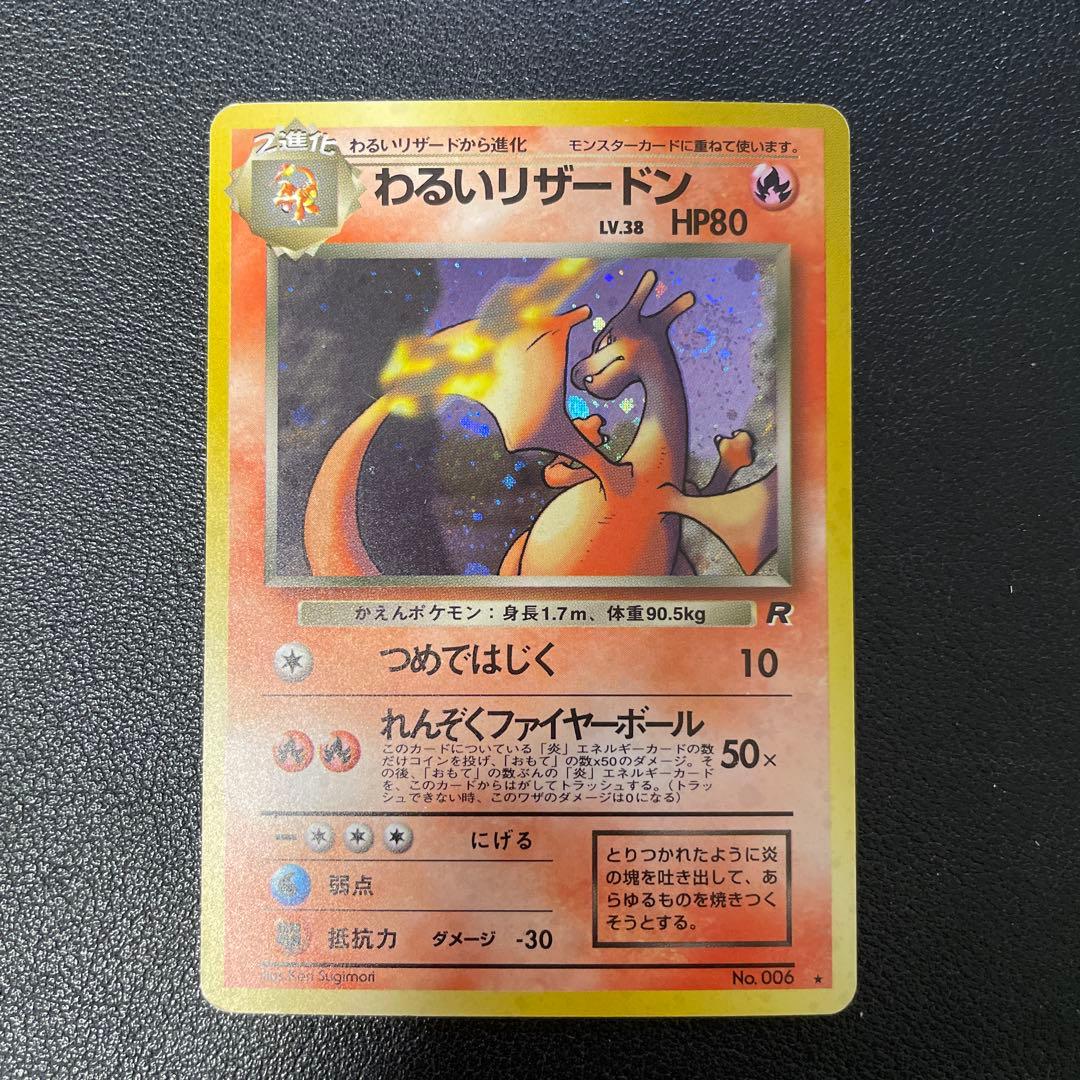 2進化 わるいリザードから進化 モンスターカードに重ねて使います。
わるいリザードン
LV.38 HP80
かえんポケモン：身長1.7m、体重90.5kg R
つめではじく 10
れんぞくファイヤーボール
このカードについている「炎」エネルギーカードの数
だけコインを投げ、「おもて」の数x50のダメージ。そ
の後、「おもて」の数ぶんの「炎」エネルギーカード
を、このカードからはがしてトラッシュする。（トラッ
シュできない時、このワザのダメージは0になる）
50×
にげる
弱点
抵抗力 ダメージ -30
とりつかれたように炎
の塊を吐き出して、あ
らゆるものを焼きつく
そうとする。
Illus. Ken Sugimori No. 006 ★